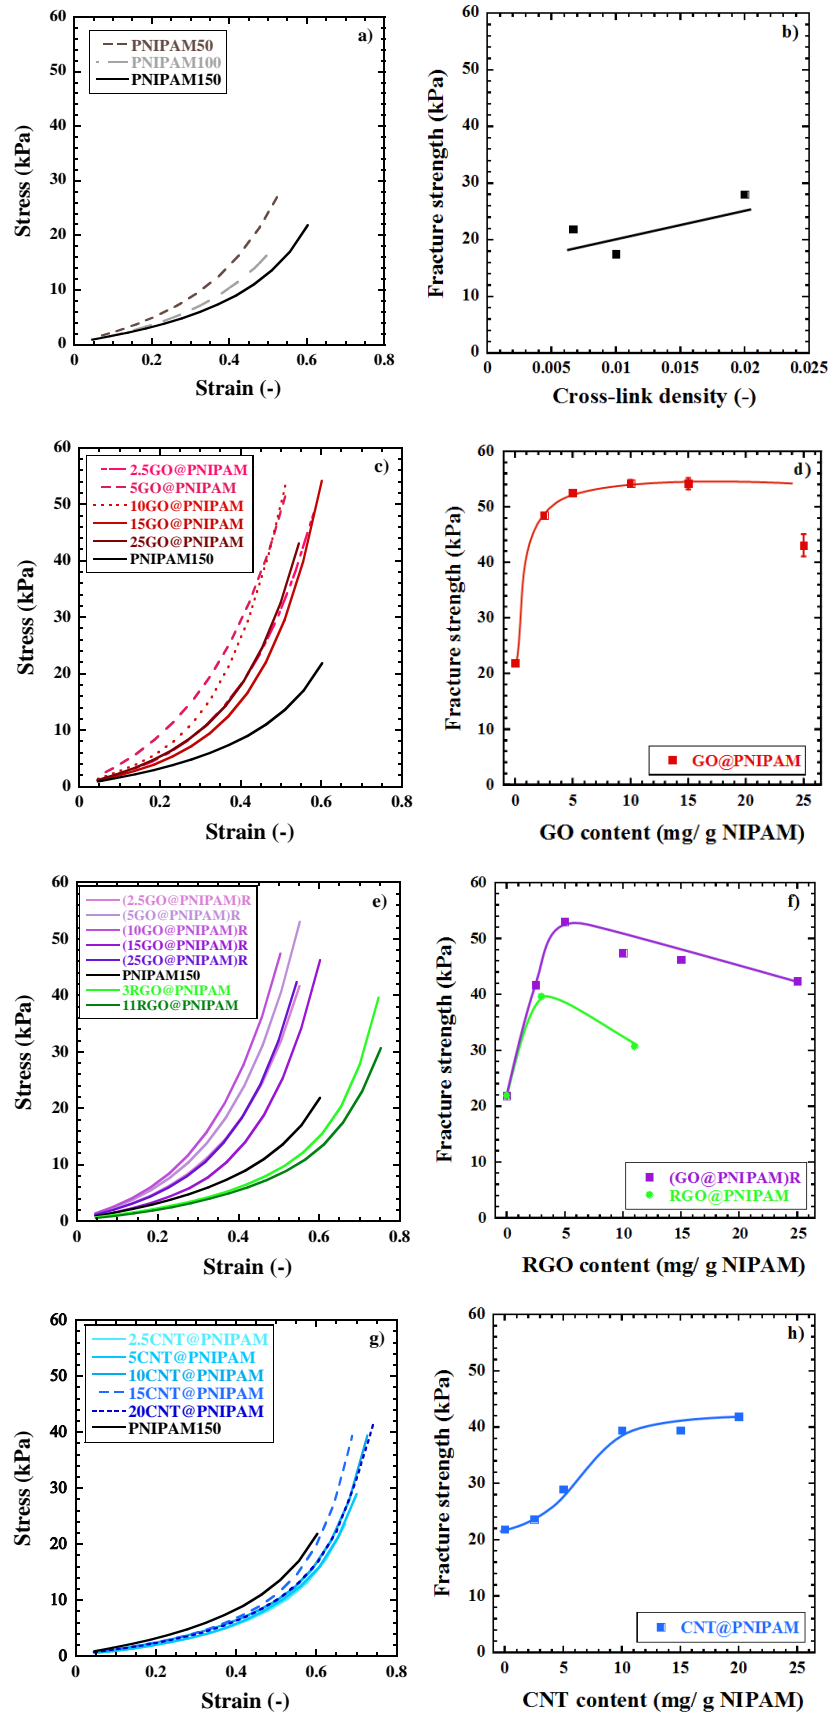 a)
PNIPAM50
PNIPAM100
PNIPAM150
Stress (kPa)
60
50
40
30
20
10
0
0
0.2
0.4
0.6
0.8
Strain (-)
b)
Fracture strength (kPa)
60
50
40
30
20
10
0
0
0.005
0.01
0.015
0.02
0.025
Cross-link density (-)
c)
2.5GO@PNIPAM
5GO@PNIPAM
10GO@PNIPAM
15GO@PNIPAM
25GO@PNIPAM
PNIPAM150
Stress (kPa)
60
50
40
30
20
10
0
0
0.2
0.4
0.6
0.8
Strain (-)
d)
Fracture strength (kPa)
60
50
40
30
20
10
0
GO@PNIPAM
0
5
10
15
20
25
GO content (mg/ g NIPAM)
e)
(2.5GO@PNIPAM)R
(5GO@PNIPAM)R
(10GO@PNIPAM)R
(15GO@PNIPAM)R
(25GO@PNIPAM)R
PNIPAM150
3RGO@PNIPAM
11RGO@PNIPAM
Stress (kPa)
60
50
40
30
20
10
0
0
0.2
0.4
0.6
0.8
Strain (-)
f)
Fracture strength (kPa)
60
50
40
30
20
10
0
(GO@PNIPAM)R
RGO@PNIPAM
0
5
10
15
20
25
RGO content (mg/ g NIPAM)
g)
2.5CNT@PNIPAM
5CNT@PNIPAM
10CNT@PNIPAM
15CNT@PNIPAM
20CNT@PNIPAM
PNIPAM150
Stress (kPa)
60
50
40
30
20
10
0
0
0.2
0.4
0.6
0.8
Strain (-)
h)
Fracture strength (kPa)
60
50
40
30
20
10
0
CNT@PNIPAM
0
5
10
15
20
25
CNT content (mg/ g NIPAM)